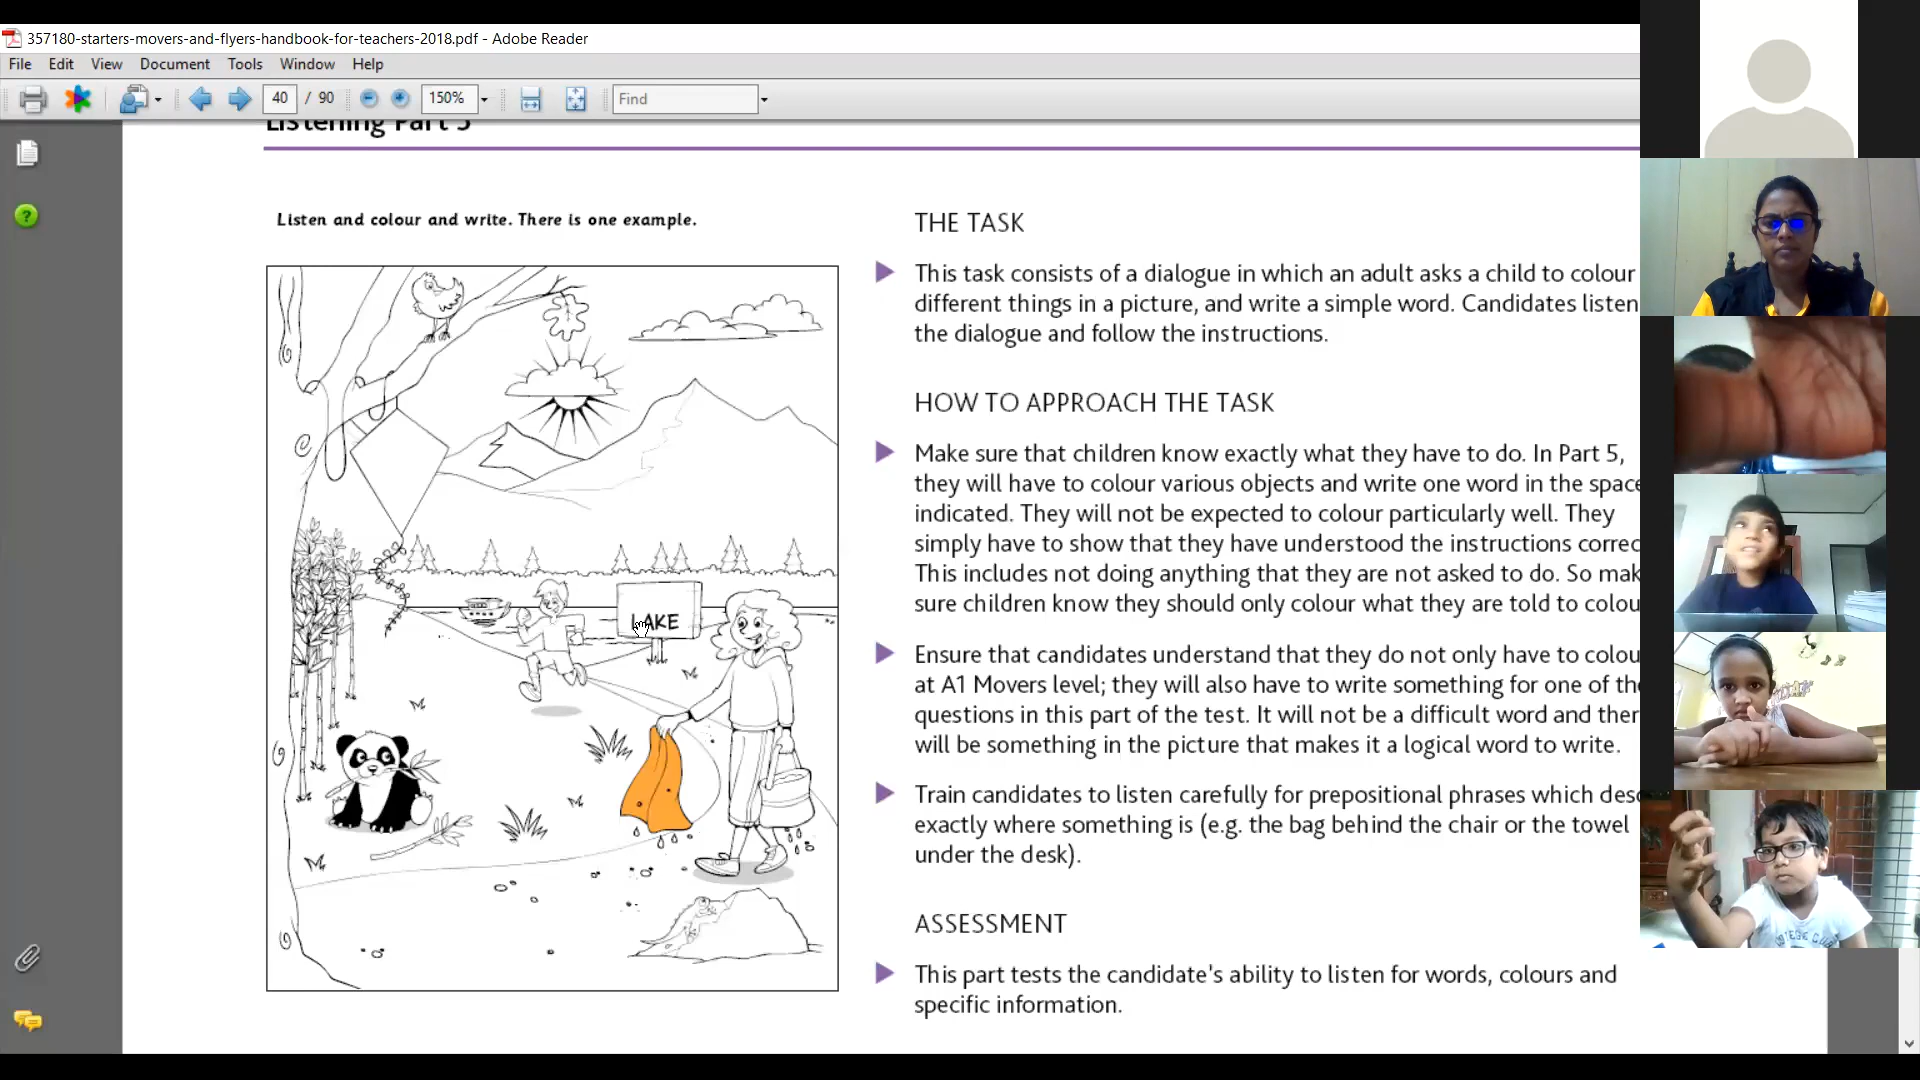 357180-starters-movers-and-flyers-handbook-for-teachers-2018.pdf - Adobe Reader
File Edit View Document Tools Window Help
40 / 90 150% Find
Listening Part 5
Listen and colour and write. There is one example.
LAKE
THE TASK
This task consists of a dialogue in which an adult asks a child to colour
different things in a picture, and write a simple word. Candidates listen
the dialogue and follow the instructions.
HOW TO APPROACH THE TASK
Make sure that children know exactly what they have to do. In Part 5,
they will have to colour various objects and write one word in the space
indicated. They will not be expected to colour particularly well. They
simply have to show that they have understood the instructions correc
This includes not doing anything that they are not asked to do. So mak
sure children know they should only colour what they are told to colou
Ensure that candidates understand that they do not only have to colou
at A1 Movers level; they will also have to write something for one of th
questions in this part of the test. It will not be a difficult word and ther
will be something in the picture that makes it a logical word to write.
Train candidates to listen carefully for prepositional phrases which desc
exactly where something is (e.g. the bag behind the chair or the towel
under the desk).
ASSESSMENT
This part tests the candidate's ability to listen for words, colours and
specific information.